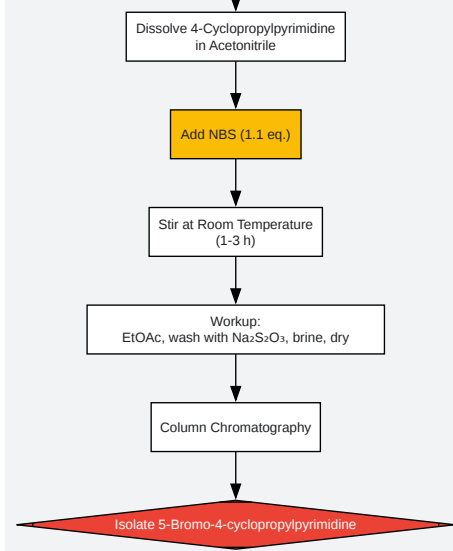 Dissolve 4-Cyclopropylpyrimidine
in Acetonitrile
Add NBS (1.1 eq.)
Stir at Room Temperature
(1-3 h)
Workup:
EtOAc, wash with Na₂S₂O₃, brine, dry
Column Chromatography
Isolate 5-Bromo-4-cyclopropylpyrimidine